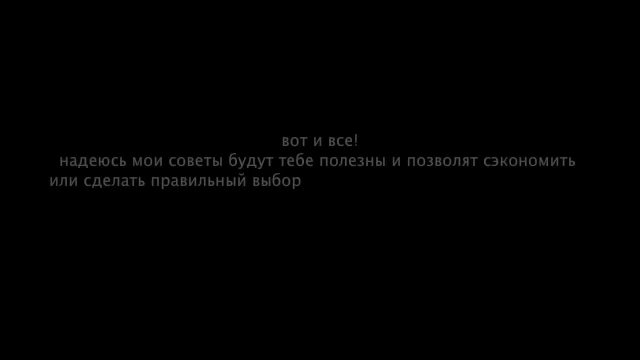 вот и все!
надеюсь мои советы будут тебе полезны и позволят сэкономить
или сделать правильный выбор